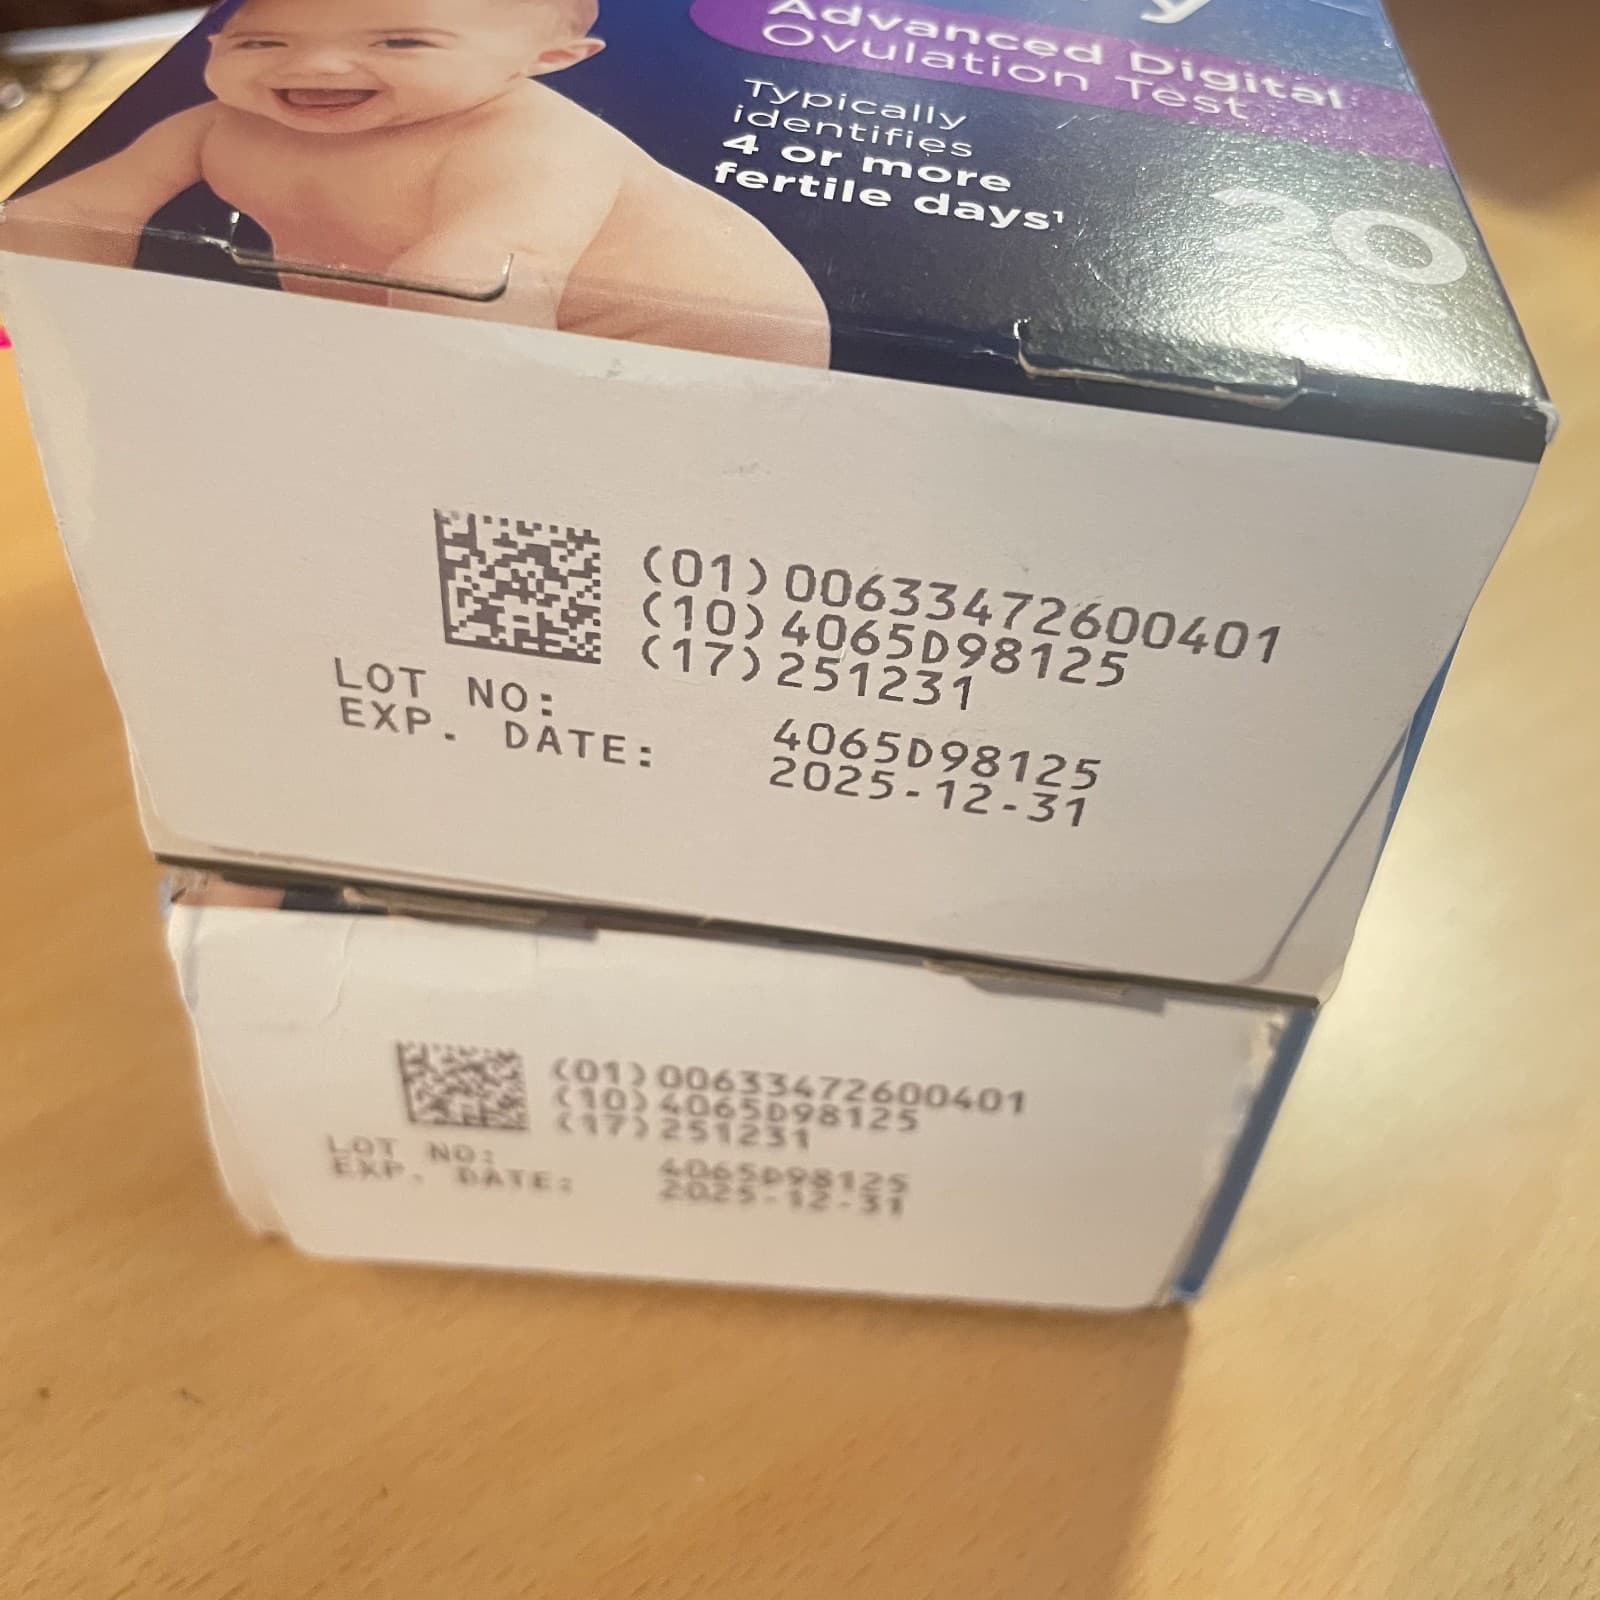 y
Advanced Digital
Ovulation Test
Typically
identifies
4 or more
fertile days¹
20
(01)00633472600401
(10)4065D98125
(17)251231
LOT NO: 4065D98125
EXP. DATE: 2025-12-31
(01)00633472600401
(10)4065D98125
(17)251231
LOT NO: 4065D98125
EXP. DATE: 2025-12-31